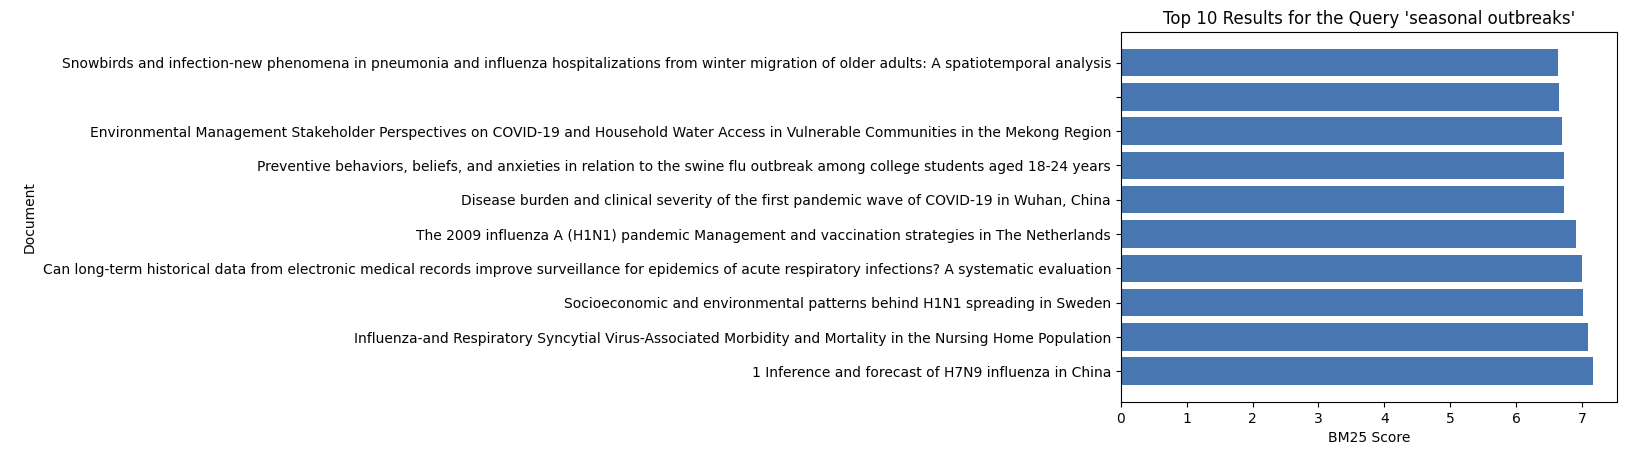 Top 10 Results for the Query 'seasonal outbreaks'
Snowbirds and infection-new phenomena in pneumonia and influenza hospitalizations from winter migration of older adults: A spatiotemporal analysis
Environmental Management Stakeholder Perspectives on COVID-19 and Household Water Access in Vulnerable Communities in the Mekong Region
Preventive behaviors, beliefs, and anxieties in relation to the swine flu outbreak among college students aged 18-24 years
Disease burden and clinical severity of the first pandemic wave of COVID-19 in Wuhan, China
The 2009 influenza A (H1N1) pandemic Management and vaccination strategies in The Netherlands
Can long-term historical data from electronic medical records improve surveillance for epidemics of acute respiratory infections? A systematic evaluation
Socioeconomic and environmental patterns behind H1N1 spreading in Sweden
Influenza-and Respiratory Syncytial Virus-Associated Morbidity and Mortality in the Nursing Home Population
1 Inference and forecast of H7N9 influenza in China
Document
0 1 2 3 4 5 6 7
BM25 Score